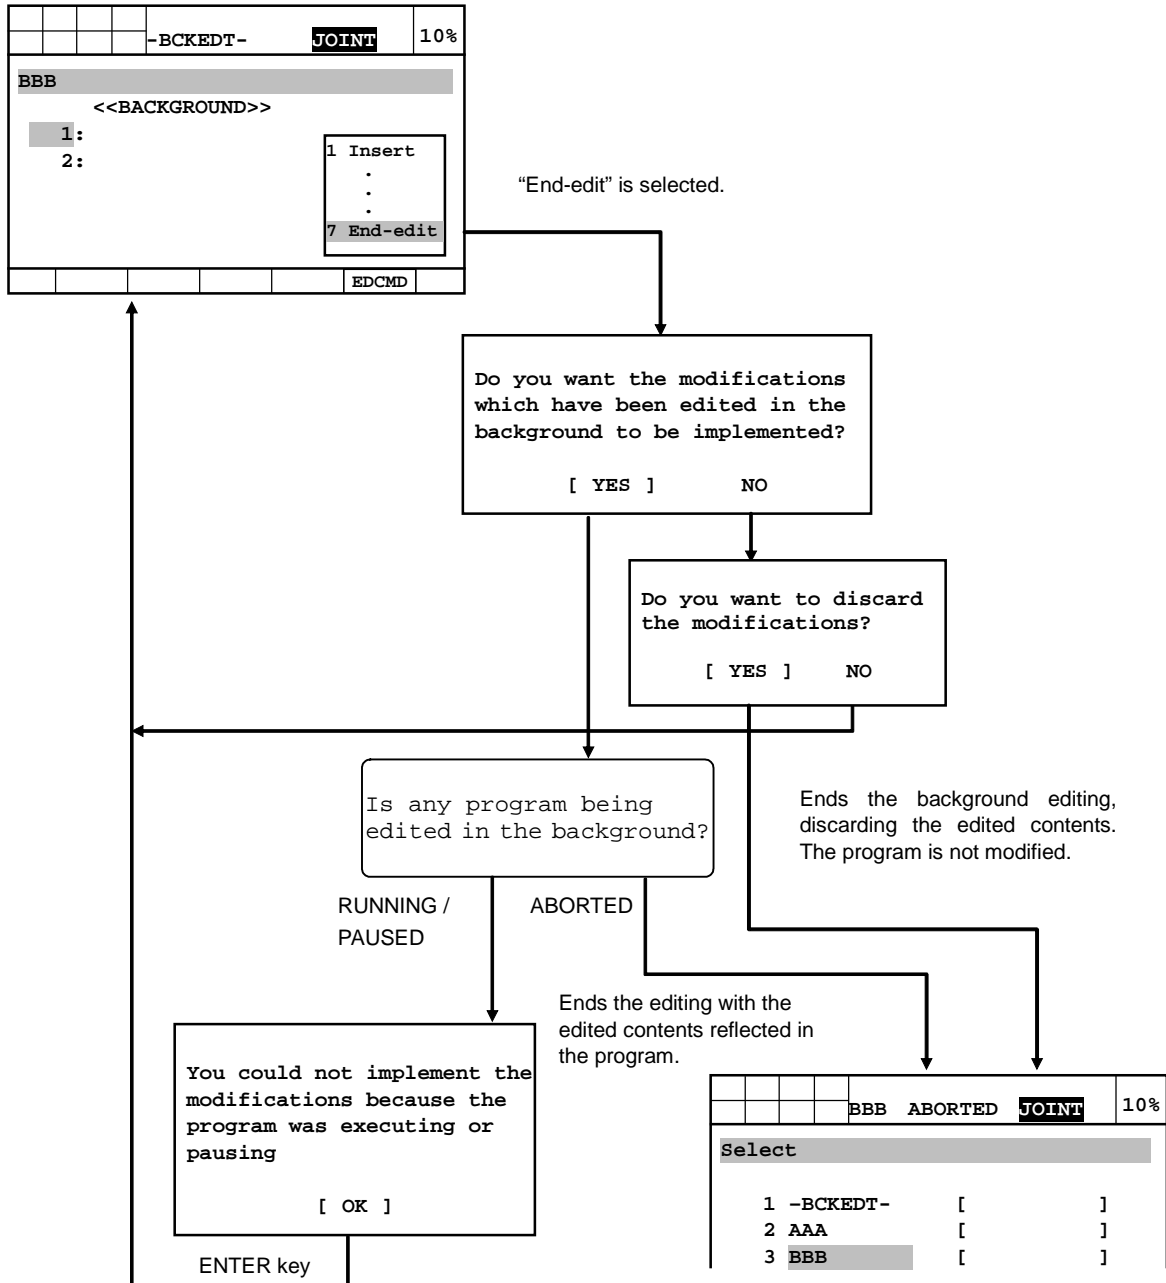 -BCKEDT- JOINT 10%
BBB
<<BACKGROUND>>
1:
2:
1 Insert
.
.
.
7 End-edit
EDCMD
“End-edit” is selected.
Do you want the modifications
which have been edited in the
background to be implemented?
[ YES ] NO
Do you want to discard
the modifications?
[ YES ] NO
Is any program being
edited in the background?
Ends the background editing,
discarding the edited contents.
The program is not modified.
RUNNING /
PAUSED
ABORTED
Ends the editing with the
edited contents reflected in
the program.
You could not implement the
modifications because the
program was executing or
pausing
[ OK ]
ENTER key
BBB ABORTED JOINT 10%
Select
1 -BCKEDT- [ ]
2 AAA [ ]
3 BBB [ ]